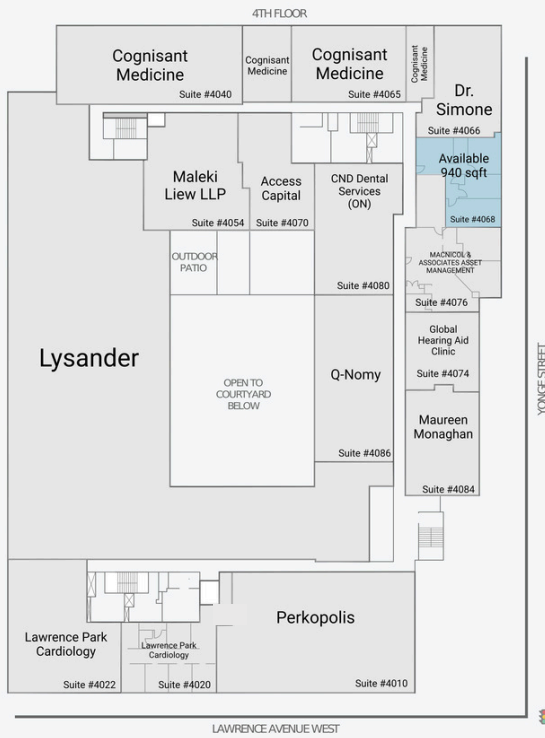 4TH FLOOR
Cognisant
Medicine
Suite #4040
Cognisant
Medicine
Cognisant
Medicine
Suite #4065
Cognisant
Medicine
Dr.
Simone
Suite #4066
Available
940 sqft
Suite #4068
Maleki
Liew LLP
Suite #4054
Access
Capital
Suite #4070
CND Dental
Services
(ON)
Suite #4080
OUTDOOR
PATIO
MACNICOL &
ASSOCIATES ASSET
MANAGEMENT
Suite #4076
Global
Hearing Aid
Clinic
Suite #4074
Lysander
OPEN TO
COURTYARD
BELOW
Q-Nomy
Suite #4086
Maureen
Monaghan
Suite #4084
YONGE STREET
Lawrence Park
Cardiology
Suite #4022
Lawrence Park
Cardiology
Suite #4020
Perkopolis
Suite #4010
LAWRENCE AVENUE WEST